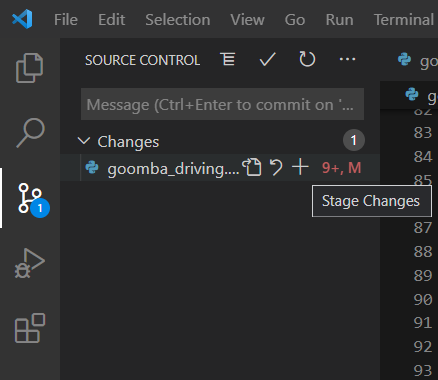 File Edit Selection View Go Run Terminal
SOURCE CONTROL
go
Message (Ctrl+Enter to commit on '...
g
82
Changes 1
83
84
goomba_driving.... 9+, M
85
1
Stage Changes
87
88
89
90
91
92
93